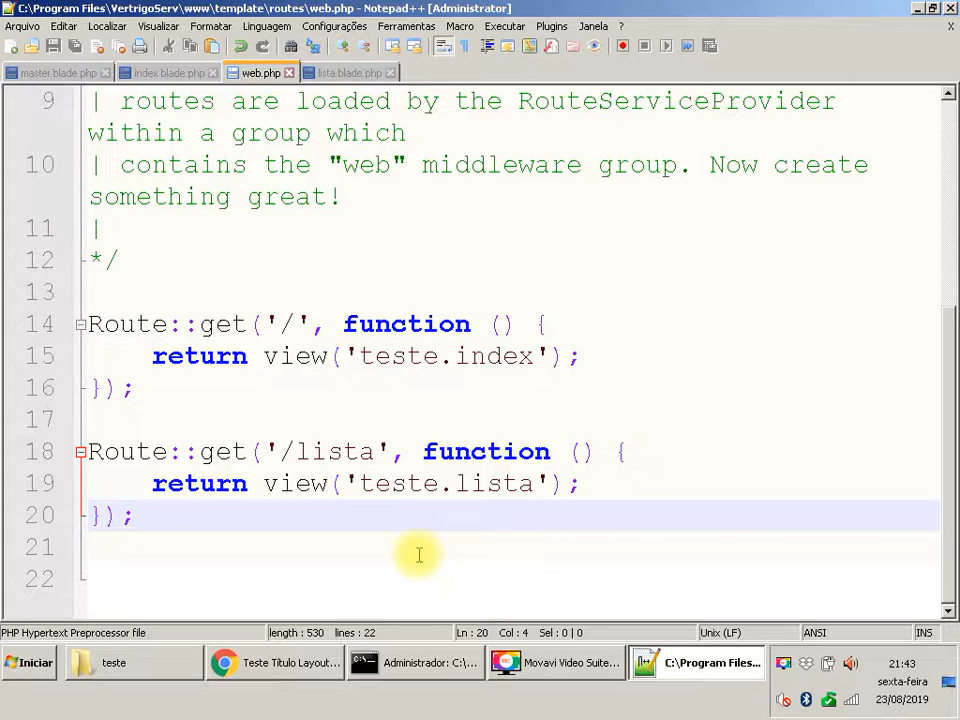 C:\Program Files\VertrigoServ\www\template\routes\web.php - Notepad++ [Administrator]
Arquivo Editar Localizar Visualizar Formatar Linguagem Configurações Ferramentas Macro Executar Plugins Janela ? X
master.blade.php index.blade.php web.php lista.blade.php
9 | routes are loaded by the RouteServiceProvider
within a group which
10 | contains the "web" middleware group. Now create
something great!
11 |
12 */
13
14 Route::get('/', function () {
15 return view('teste.index');
16 });
17
18 Route::get('/lista', function () {
19 return view('teste.lista');
20 });
21
22
PHP Hypertext Preprocessor file length : 530 lines : 22 Ln : 20 Col : 4 Sel : 0 | 0 Unix (LF) ANSI INS
Iniciar teste Teste Título Layout... Administrador: C:\... Movavi Video Suite... C:\Program Files...
21:43
sexta-feira
23/08/2019